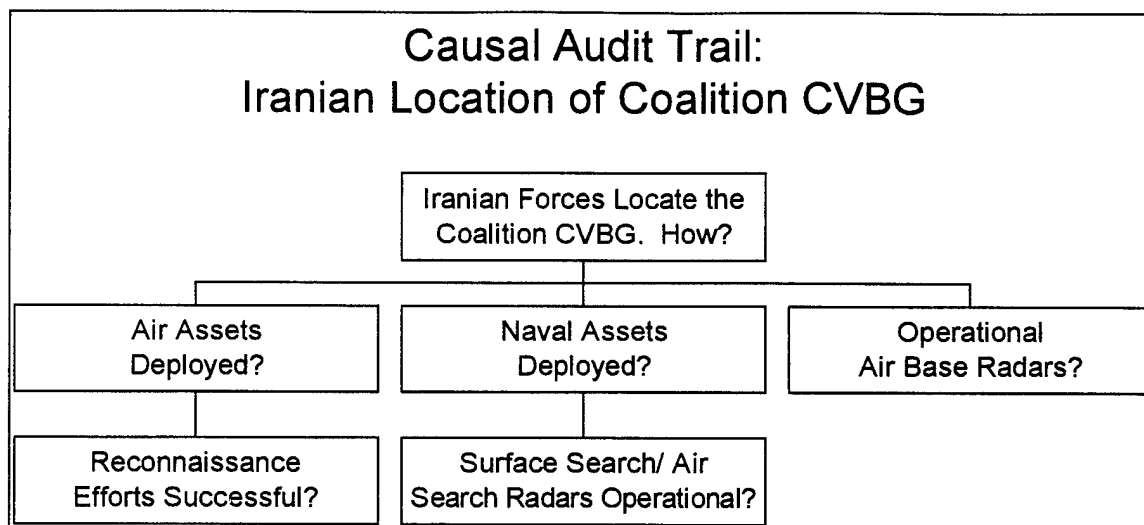 Causal Audit Trail:
Iranian Location of Coalition CVBG
Iranian Forces Locate the
Coalition CVBG. How?
Air Assets
Deployed?
Naval Assets
Deployed?
Operational
Air Base Radars?
Reconnaissance
Efforts Successful?
Surface Search/ Air
Search Radars Operational?